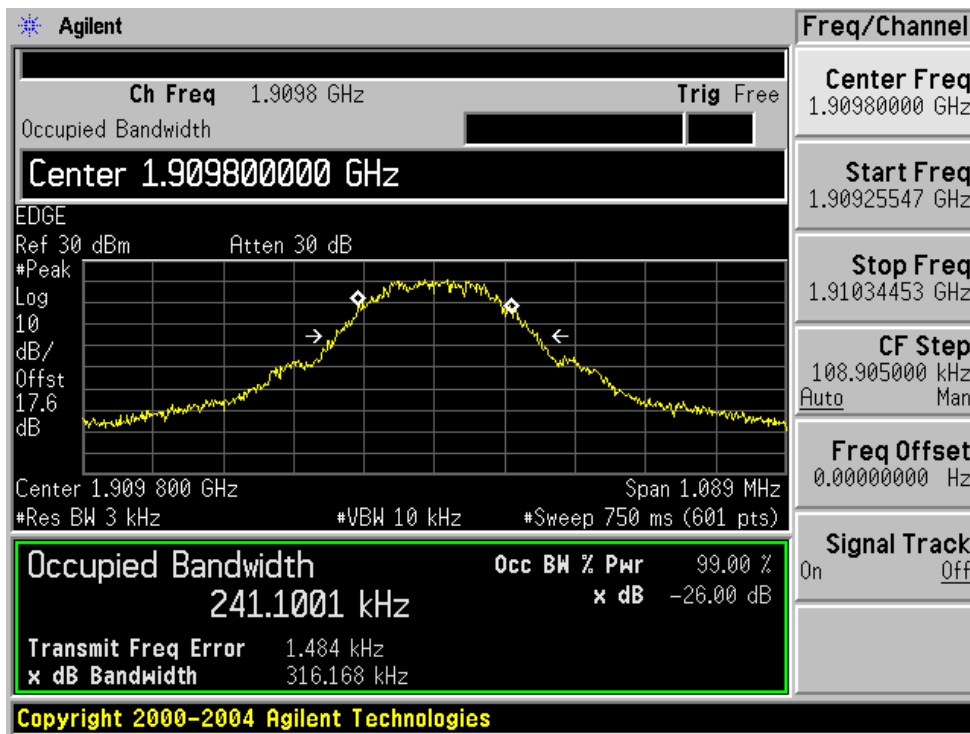 Agilent
Freq/Channel
Ch Freq 1.9098 GHz Trig Free
Occupied Bandwidth
Center 1.909800000 GHz
EDGE
Ref 30 dBm Atten 30 dB
#Peak
Log
10
dB/
Offst
17.6
dB
Center 1.909 800 GHz Span 1.089 MHz
#Res BW 3 kHz #VBW 10 kHz #Sweep 750 ms (601 pts)
Occupied Bandwidth Occ BW % Pwr 99.00 %
241.1001 kHz x dB -26.00 dB
Transmit Freq Error 1.484 kHz
x dB Bandwidth 316.168 kHz
Copyright 2000-2004 Agilent Technologies
Center Freq
1.90980000 GHz
Start Freq
1.90925547 GHz
Stop Freq
1.91034453 GHz
CF Step
108.905000 kHz
Auto Man
Freq Offset
0.00000000 Hz
Signal Track
On Off